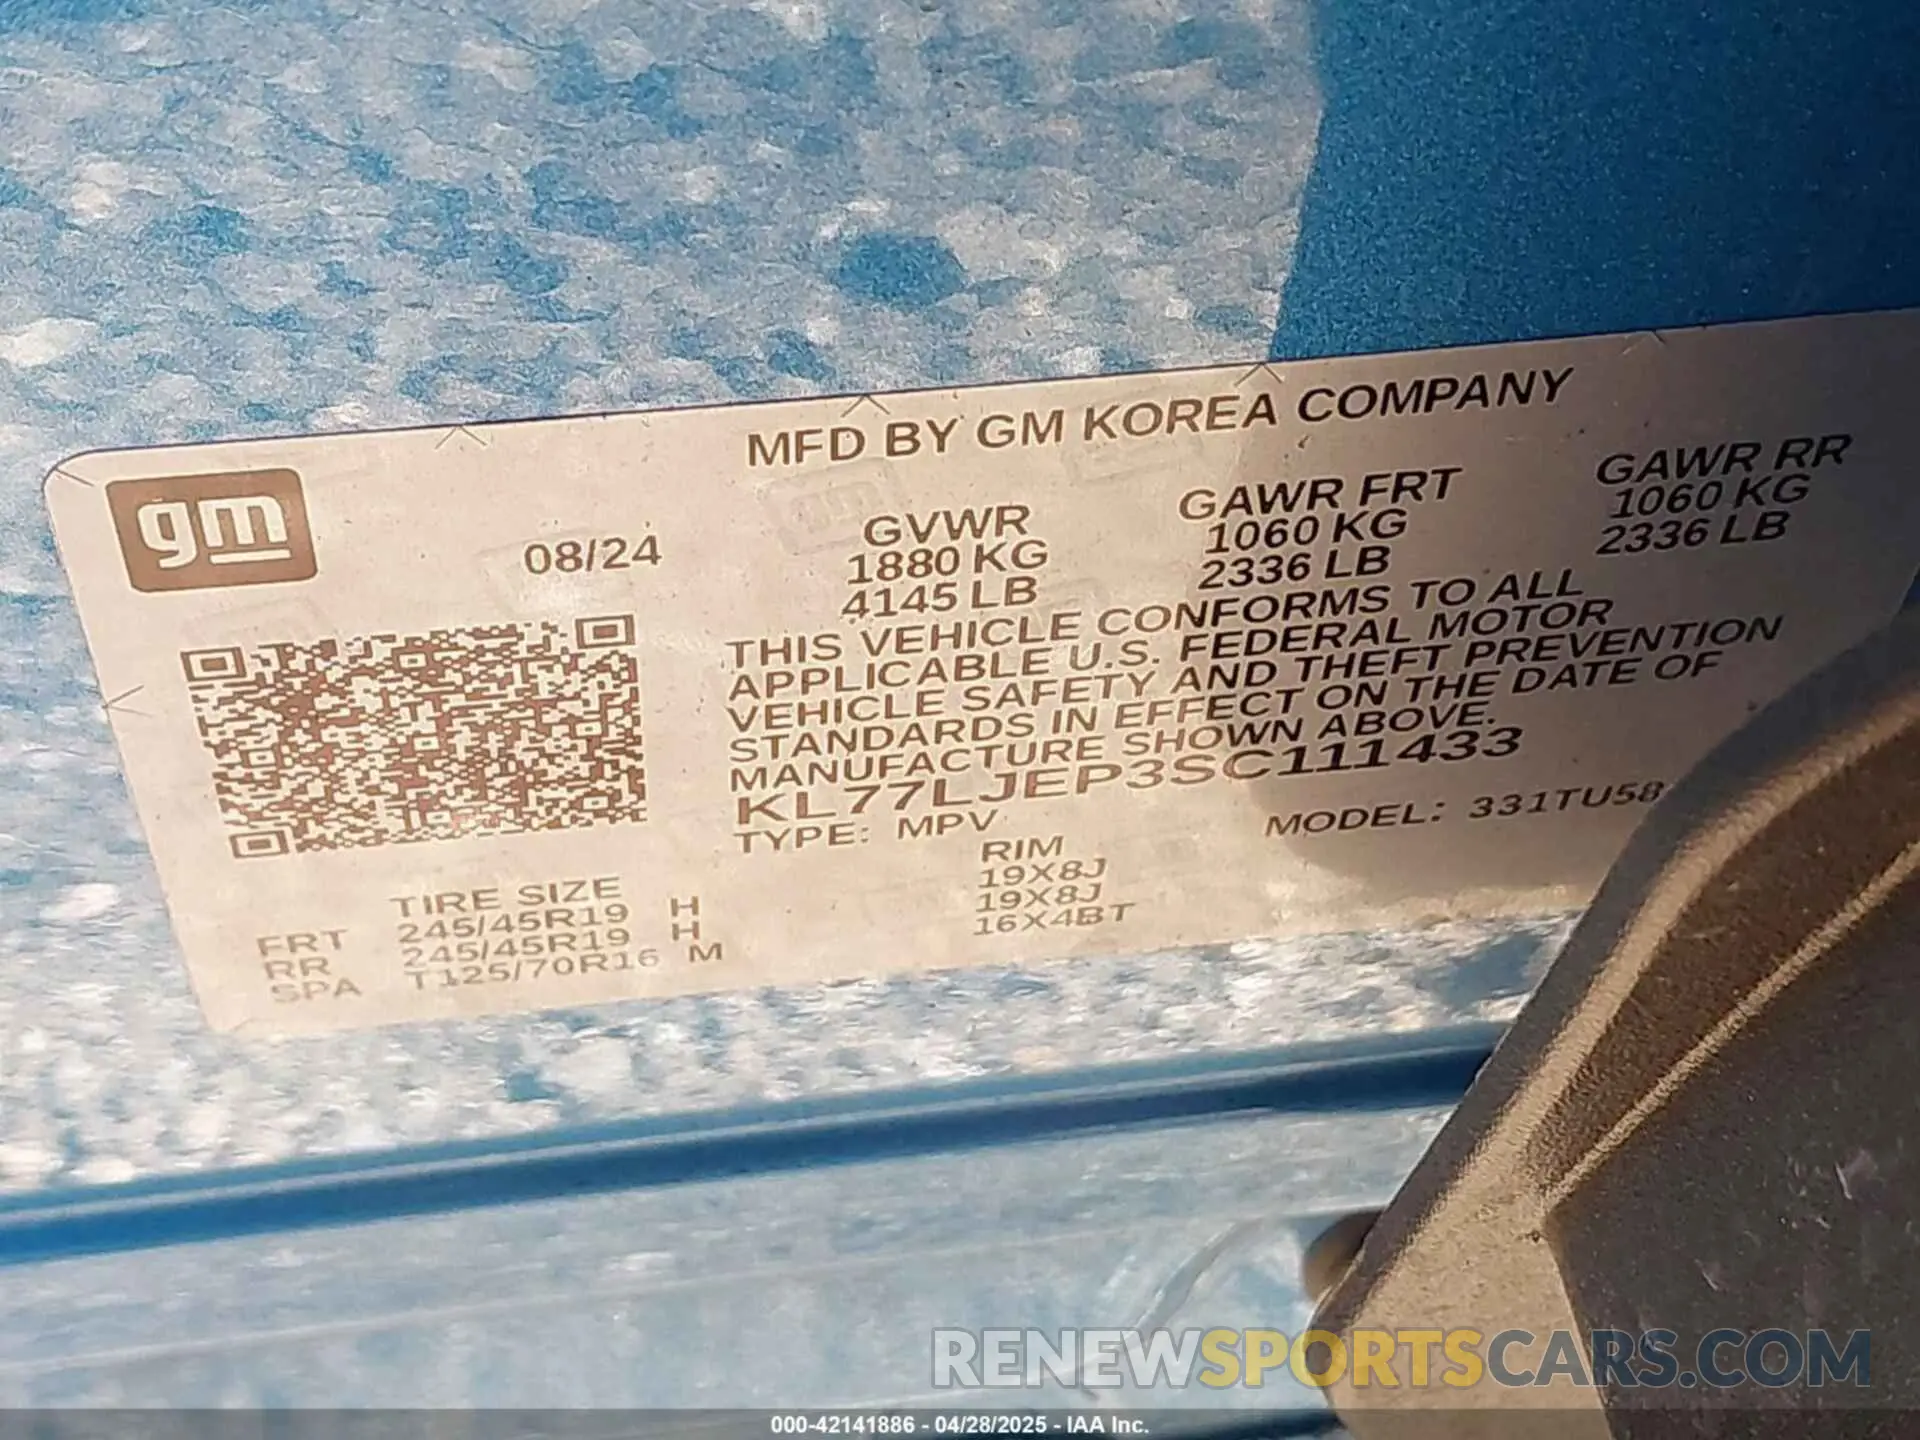 MFD BY GM KOREA COMPANY
gm
08/24
GVWR GAWR FRT GAWR RR
1880 KG 1060 KG 1060 KG
4145 LB 2336 LB 2336 LB
THIS VEHICLE CONFORMS TO ALL
APPLICABLE U.S. FEDERAL MOTOR
VEHICLE SAFETY AND THEFT PREVENTION
STANDARDS IN EFFECT ON THE DATE OF
MANUFACTURE SHOWN ABOVE.
KL77LJEP3SC111433
TYPE: MPV MODEL: 331TU58
TIRE SIZE RIM
FRT 245/45R19 H 19X8J
RR 245/45R19 H 19X8J
SPA T125/70R16 M 16X4BT
RENEWSPORTSCARS.COM
000-42141886 - 04/28/2025 - IAA Inc.